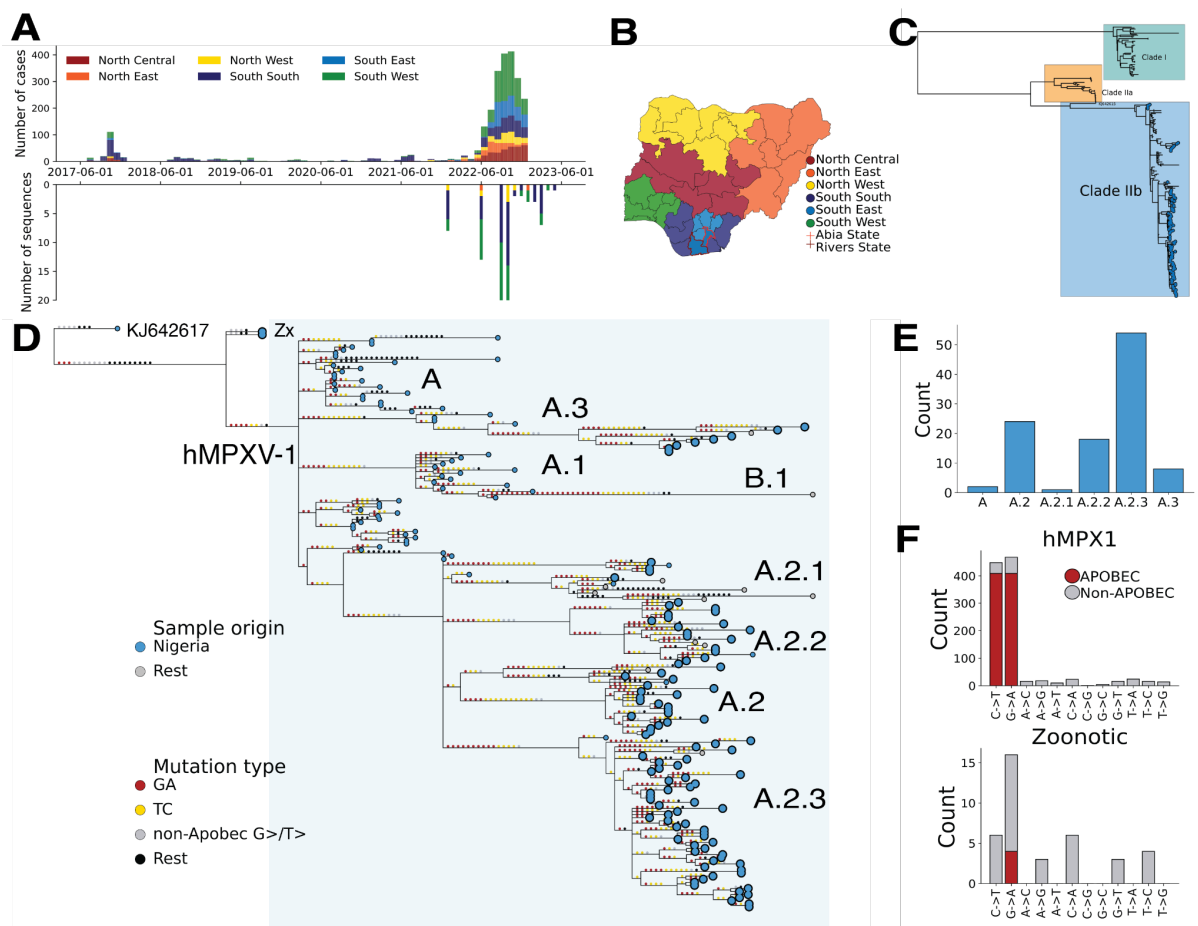 A
Number of cases
400
300
200
100
0
North Central
North East
North West
South South
South East
South West
2017-06-01 2018-06-01 2019-06-01 2020-06-01 2021-06-01 2022-06-01 2023-06-01
Number of sequences
0
5
10
15
20
B
North Central
North East
North West
South South
South East
South West
Abia State
Rivers State
C
Clade I
Clade IIa
Clade IIb
D
KJ642617
Zx
hMPXV-1
A
A.3
A.1
B.1
A.2.1
A.2.2
A.2
A.2.3
Sample origin
Nigeria
Rest
Mutation type
GA
TC
non-Apobec G>/T>
Rest
E
Count
50
40
30
20
10
0
A A.2 A.2.1 A.2.2 A.2.3 A.3
F
hMPX1
Count
400
300
200
100
0
APOBEC
Non-APOBEC
C->T G->A A->C A->G A->T C->A C->G G->C G->T T->A T->C T->G
Zoonotic
Count
15
10
5
0
C->T G->A A->C A->G A->T C->A C->G G->C G->T T->A T->C T->G